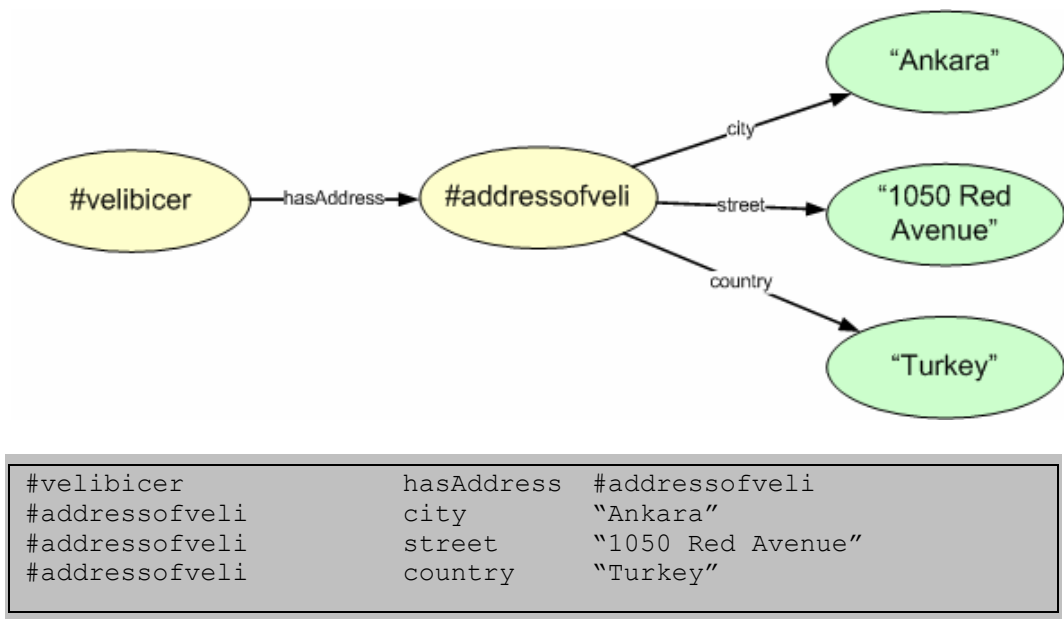 “Ankara”
city
#velibicer
hasAddress
#addressofveli
street
“1050 Red
Avenue”
country
“Turkey”
#velibicer hasAddress #addressofveli
#addressofveli city “Ankara”
#addressofveli street “1050 Red Avenue”
#addressofveli country “Turkey”